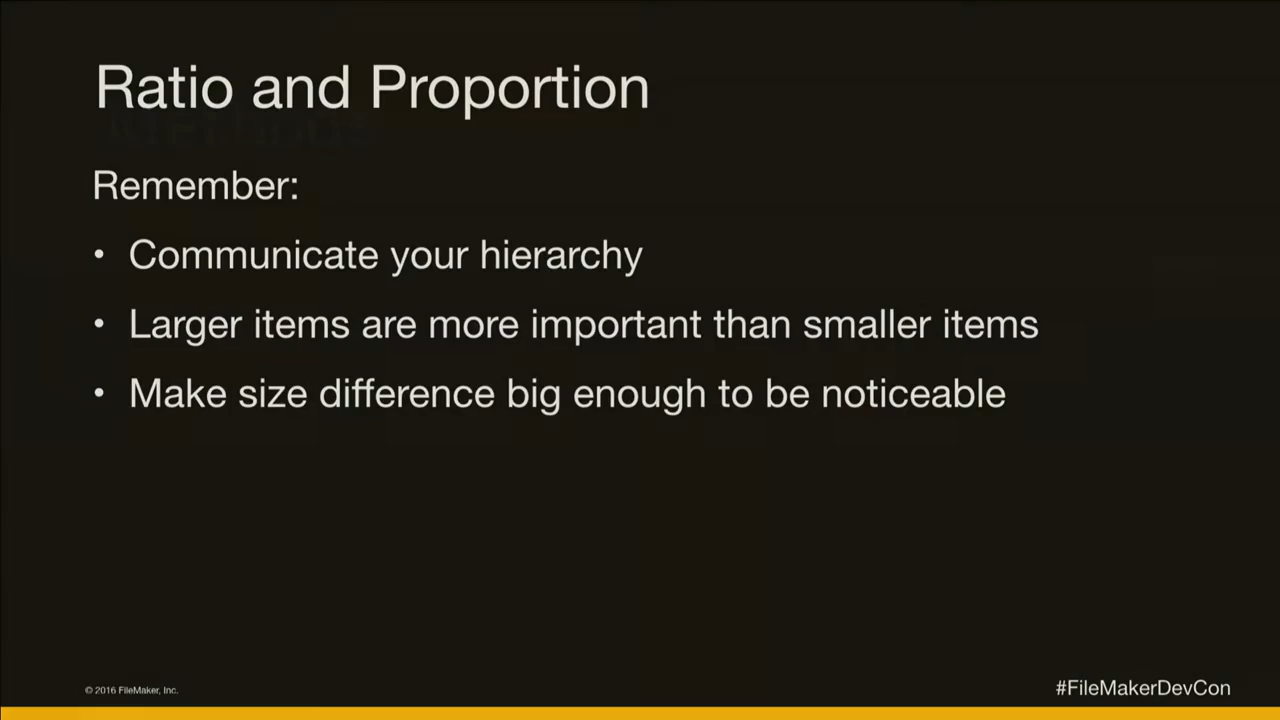 Ratio and Proportion
Remember:
• Communicate your hierarchy
• Larger items are more important than smaller items
• Make size difference big enough to be noticeable
© 2016 FileMaker, Inc.
#FileMakerDevCon